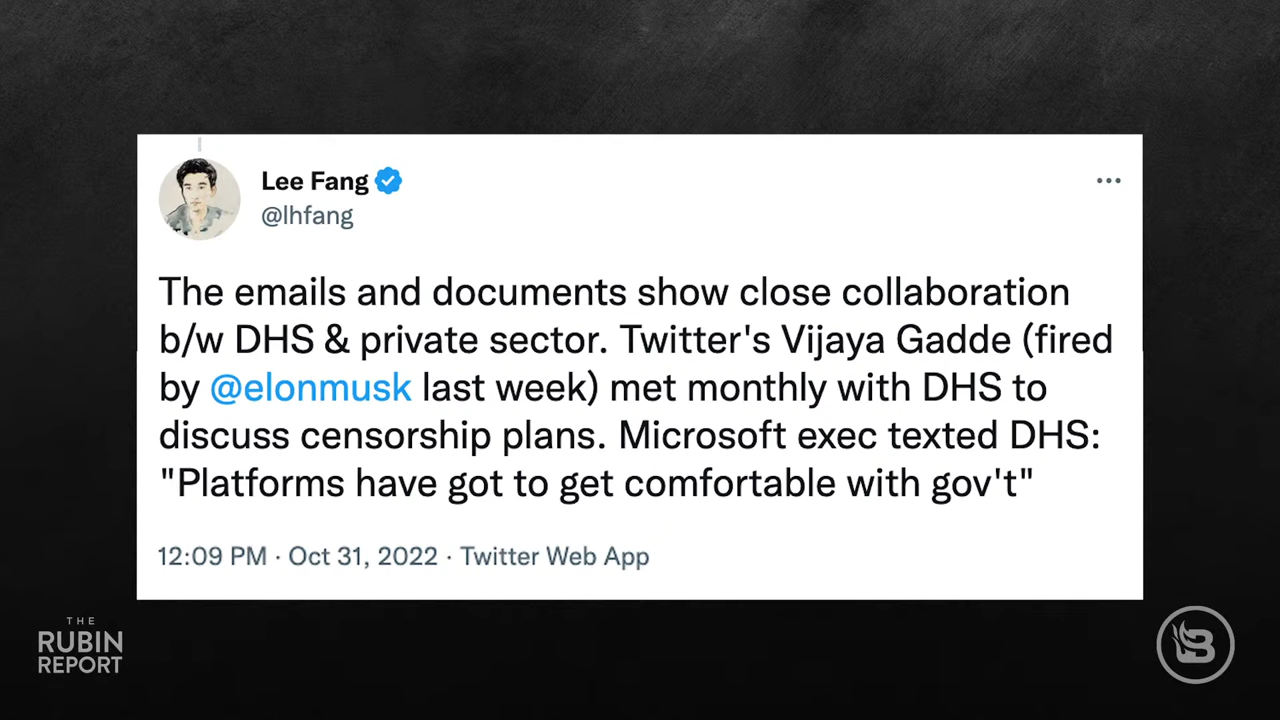 Lee Fang
@lhfang
The emails and documents show close collaboration
b/w DHS & private sector. Twitter's Vijaya Gadde (fired
by @elonmusk last week) met monthly with DHS to
discuss censorship plans. Microsoft exec texted DHS:
"Platforms have got to get comfortable with gov't"
12:09 PM · Oct 31, 2022 · Twitter Web App
THE
RUBIN
REPORT
B